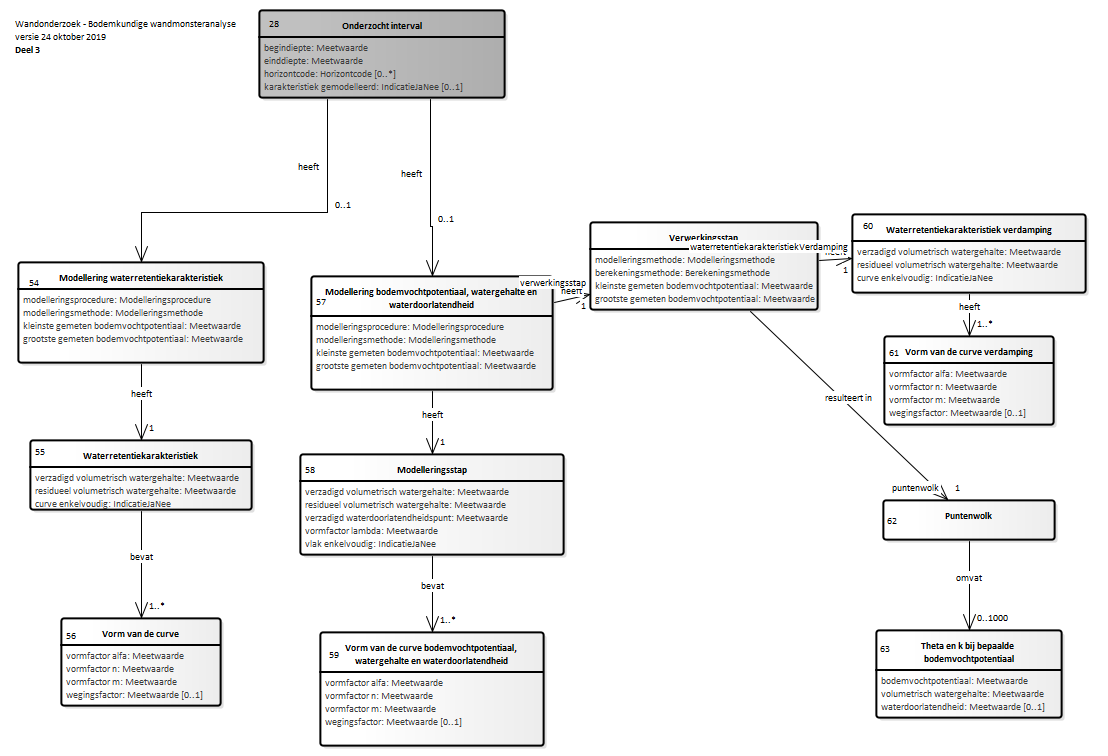 Wandonderzoek - Bodemkundige wandmonsteranalyse
versie 24 oktober 2019
Deel 3
28
Onderzocht interval
begindiepte: Meetwaarde
einddiepte: Meetwaarde
horizontcode: Horizontcode [0..*]
karakteristiek gemodelleerd: IndicatieJaNee [0..1]
heeft
0..1
heeft
0..1
54
Modellering waterretentiekarakteristiek
modelleringsprocedure: Modelleringsprocedure
modelleringsmethode: Modelleringsmethode
kleinste gemeten bodemvochtpotentiaal: Meetwaarde
grootste gemeten bodemvochtpotentiaal: Meetwaarde
heeft
1
55
Waterretentiekarakteristiek
verzadigd volumetrisch watergehalte: Meetwaarde
residueel volumetrisch watergehalte: Meetwaarde
curve enkelvoudig: IndicatieJaNee
bevat
1..*
56
Vorm van de curve
vormfactor alfa: Meetwaarde
vormfactor n: Meetwaarde
vormfactor m: Meetwaarde
wegingsfactor: Meetwaarde [0..1]
57
Modellering bodemvochtpotentiaal, watergehalte en
waterdoorlatendheid
modelleringsprocedure: Modelleringsprocedure
modelleringsmethode: Modelleringsmethode
kleinste gemeten bodemvochtpotentiaal: Meetwaarde
grootste gemeten bodemvochtpotentiaal: Meetwaarde
verwerkingsstap
heeft
1
heeft
1
58
Modelleringsstap
verzadigd volumetrisch watergehalte: Meetwaarde
residueel volumetrisch watergehalte: Meetwaarde
verzadigd waterdoorlatendheidspunt: Meetwaarde
vormfactor lambda: Meetwaarde
vlak enkelvoudig: IndicatieJaNee
bevat
1..*
59
Vorm van de curve bodemvochtpotentiaal,
watergehalte en waterdoorlatendheid
vormfactor alfa: Meetwaarde
vormfactor n: Meetwaarde
vormfactor m: Meetwaarde
wegingsfactor: Meetwaarde [0..1]
Verwerkingsstap
modelleringsmethode: Modelleringsmethode
berekeningsmethode: Berekeningsmethode
kleinste gemeten bodemvochtpotentiaal: Meetwaarde
grootste gemeten bodemvochtpotentiaal: Meetwaarde
waterretentiekarakteristiekVerdamping
heeft
1
60
Waterretentiekarakteristiek verdamping
verzadigd volumetrisch watergehalte: Meetwaarde
residueel volumetrisch watergehalte: Meetwaarde
curve enkelvoudig: IndicatieJaNee
heeft
1..*
61
Vorm van de curve verdamping
vormfactor alfa: Meetwaarde
vormfactor n: Meetwaarde
vormfactor m: Meetwaarde
wegingsfactor: Meetwaarde [0..1]
resulteert in
puntenwolk
1
62
Puntenwolk
omvat
0..1000
63
Theta en k bij bepaalde
bodemvochtpotentiaal
bodemvochtpotentiaal: Meetwaarde
volumetrisch watergehalte: Meetwaarde
waterdoorlatendheid: Meetwaarde [0..1]